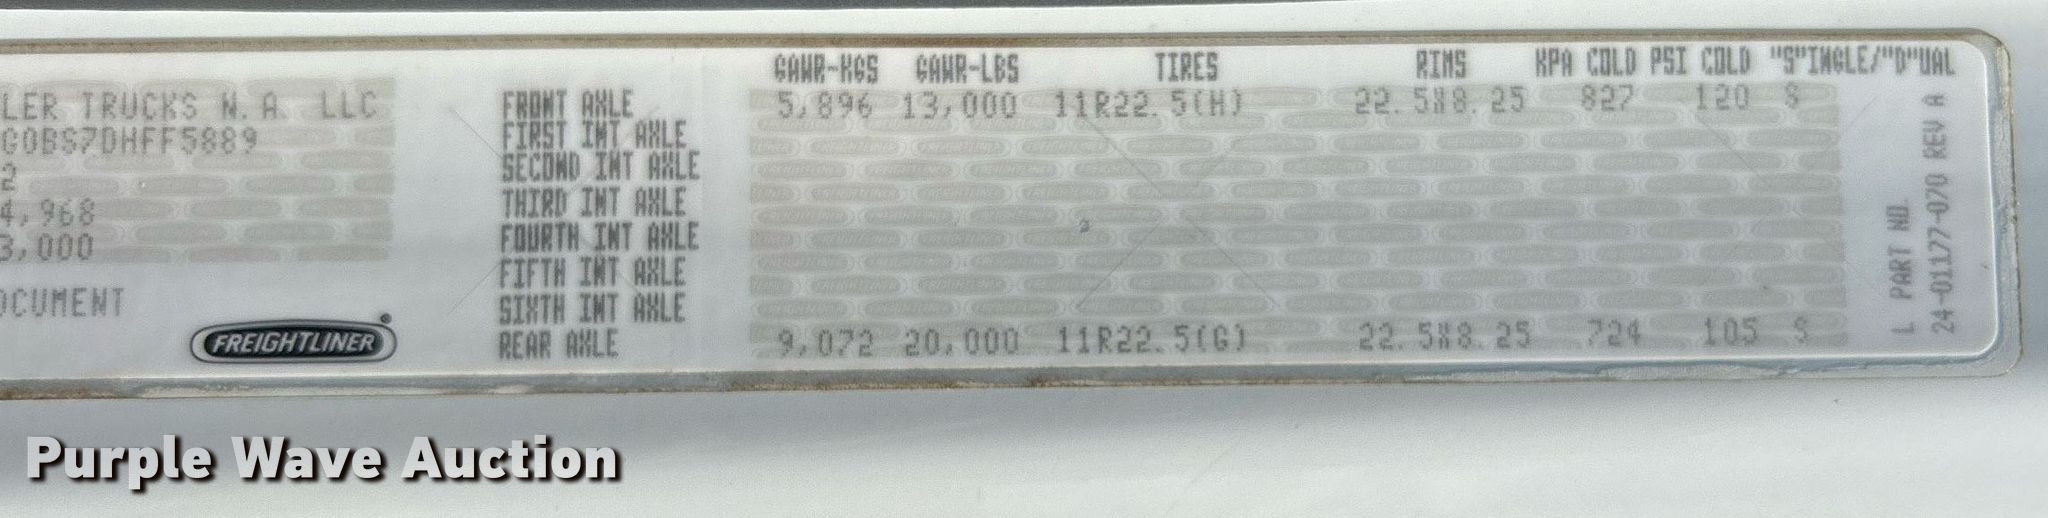 GAWR-KGS GAWR-LBS TIRES RIMS KPA COLD PSI COLD "S"INGLE/"D"UAL
LER TRUCKS N.A. LLC FRONT AXLE 5,896 13,000 11R22.5(H) 22.5X8.25 827 120 S
G0BS7DHFF5889 FIRST INT AXLE
2 SECOND INT AXLE
4,968 THIRD INT AXLE
3,000 FOURTH INT AXLE
FIFTH INT AXLE
OCUMENT SIXTH INT AXLE
FREIGHTLINER® REAR AXLE 9,072 20,000 11R22.5(G) 22.5X8.25 724 105 S
L PART NO.
24-01177-070 REV A
Purple Wave Auction